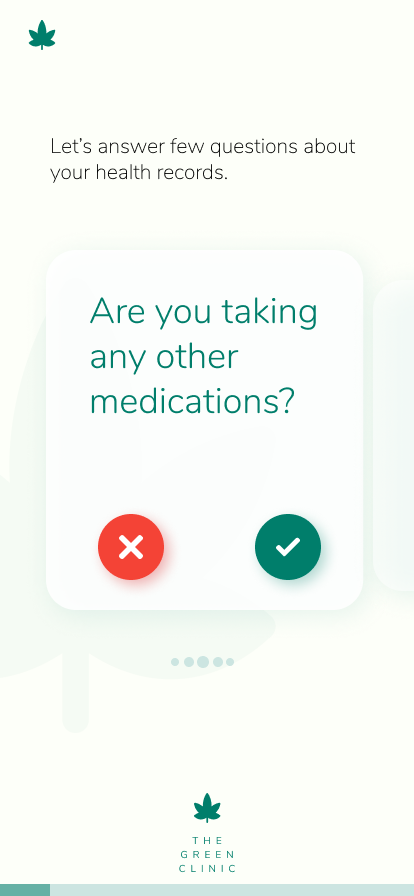 Let’s answer few questions about
your health records.
Are you taking
any other
medications?
THE
GREEN
CLINIC